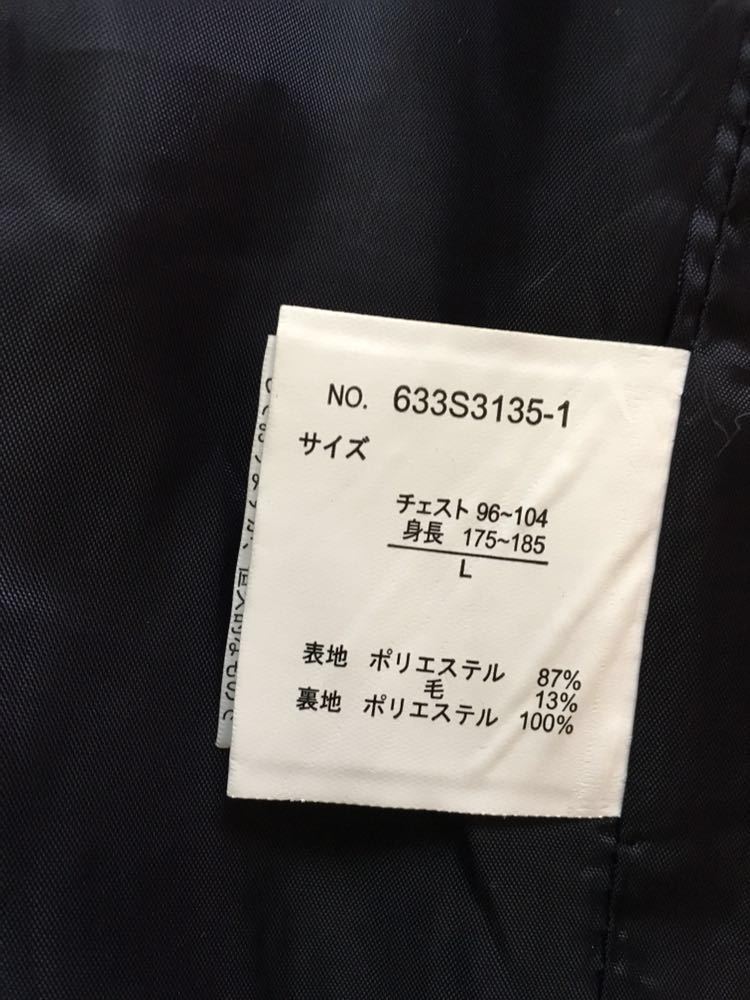 NO. 633S3135-1
サイズ
チェスト 96~104
身長 175~185
L
表地 ポリエステル 87%
毛 13%
裏地 ポリエステル 100%